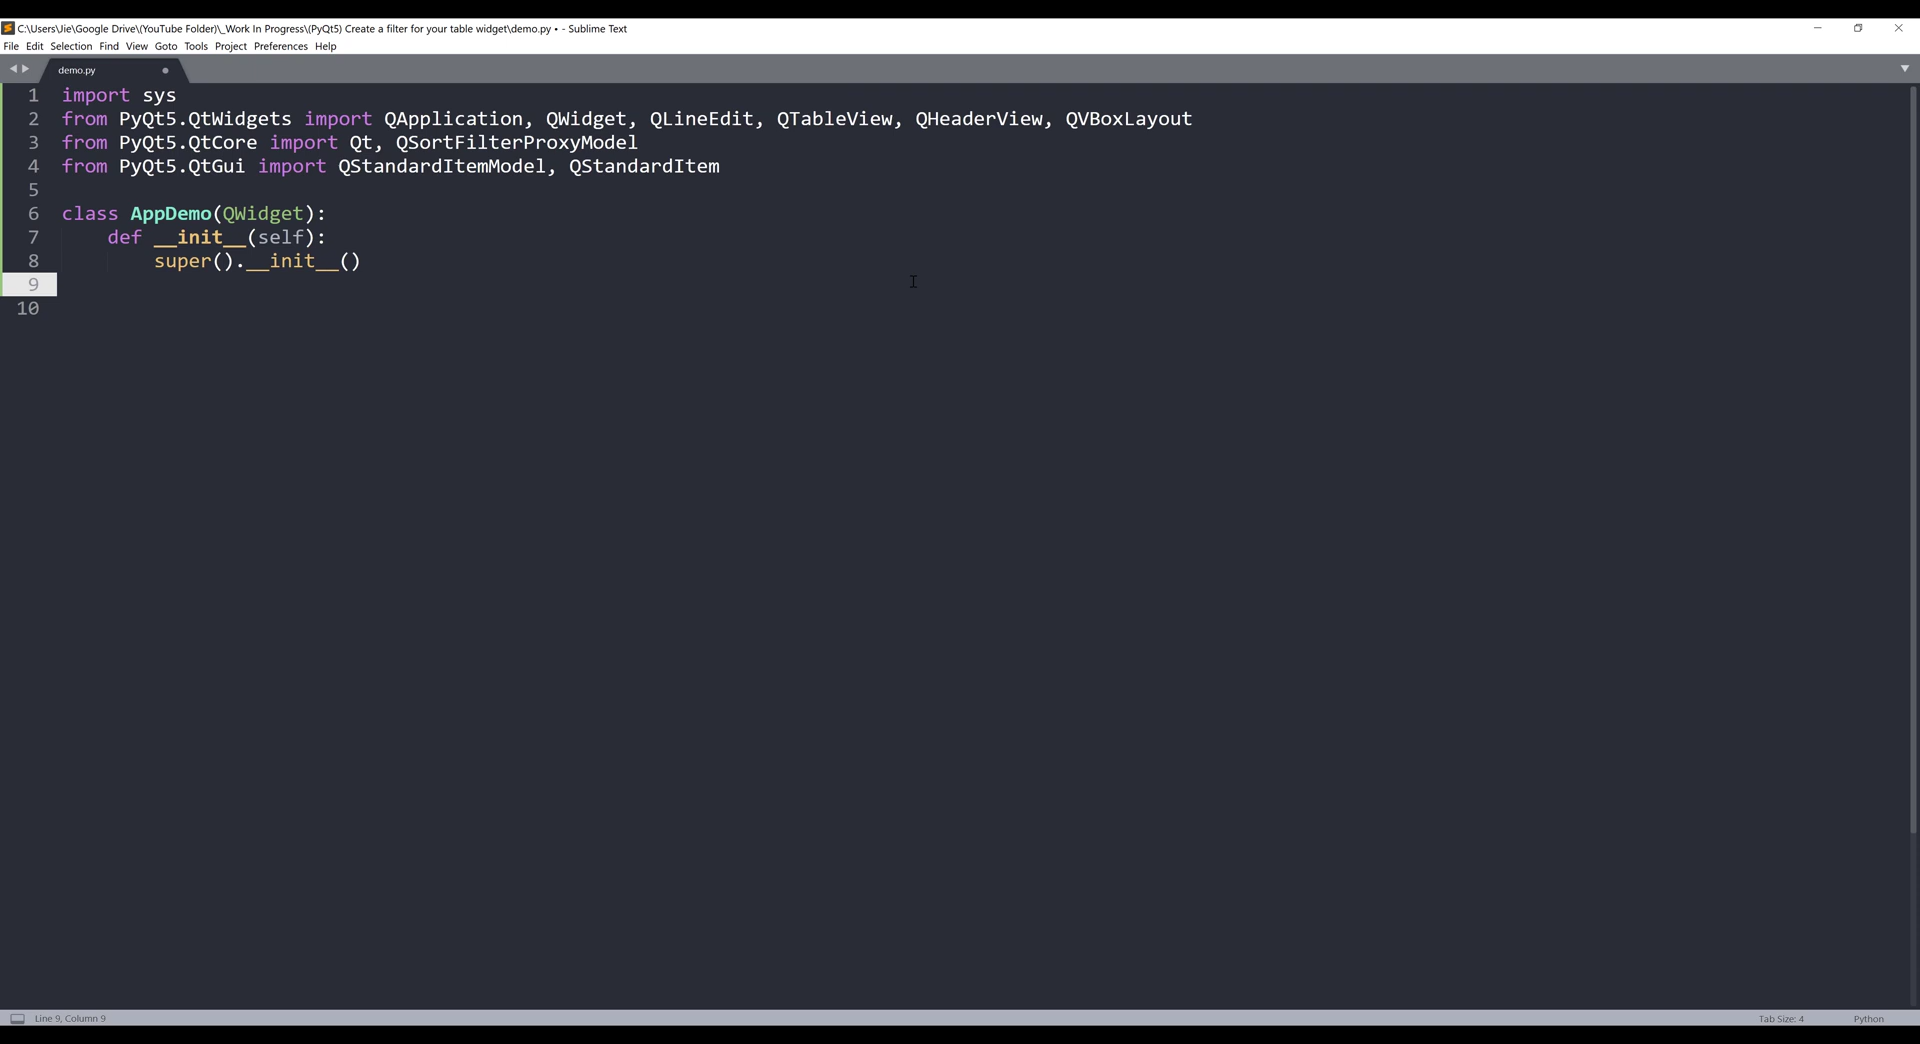 C:\Users\Jie\Google Drive\(YouTube Folder)\_Work In Progress\(PyQt5) Create a filter for your table widget\demo.py • - Sublime Text
File Edit Selection Find View Goto Tools Project Preferences Help
demo.py
1 import sys
2 from PyQt5.QtWidgets import QApplication, QWidget, QLineEdit, QTableView, QHeaderView, QVBoxLayout
3 from PyQt5.QtCore import Qt, QSortFilterProxyModel
4 from PyQt5.QtGui import QStandardItemModel, QStandardItem
5
6 class AppDemo(QWidget):
7     def __init__(self):
8         super().__init__()
9
10
Line 9, Column 9 Tab Size: 4 Python